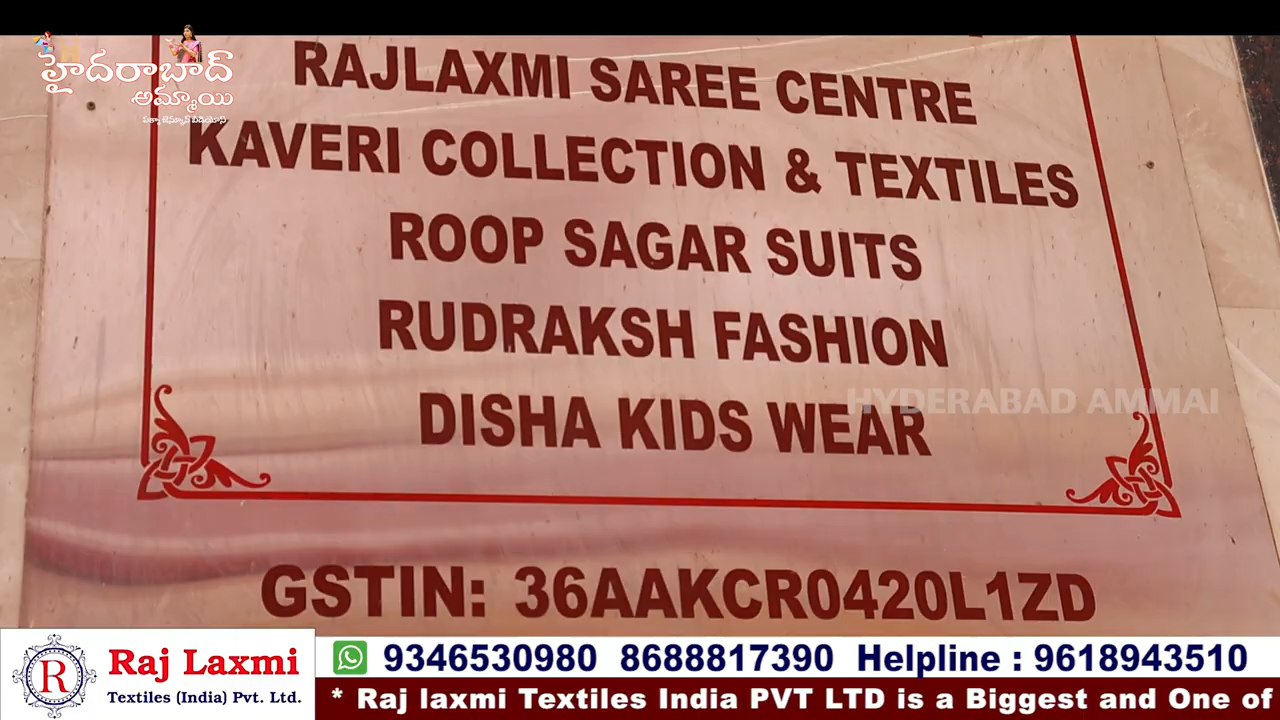 హైదరాబాద్
అమ్మాయి
RAJLAXMI SAREE CENTRE
KAVERI COLLECTION & TEXTILES
ROOP SAGAR SUITS
RUDRAKSH FASHION
DISHA KIDS WEAR
HYDERABAD AMMAI
GSTIN: 36AAKCR0420L1ZD
R
Raj Laxmi
Textiles (India) Pvt. Ltd.
9346530980 8688817390 Helpline : 9618943510
* Raj laxmi Textiles India PVT LTD is a Biggest and One of